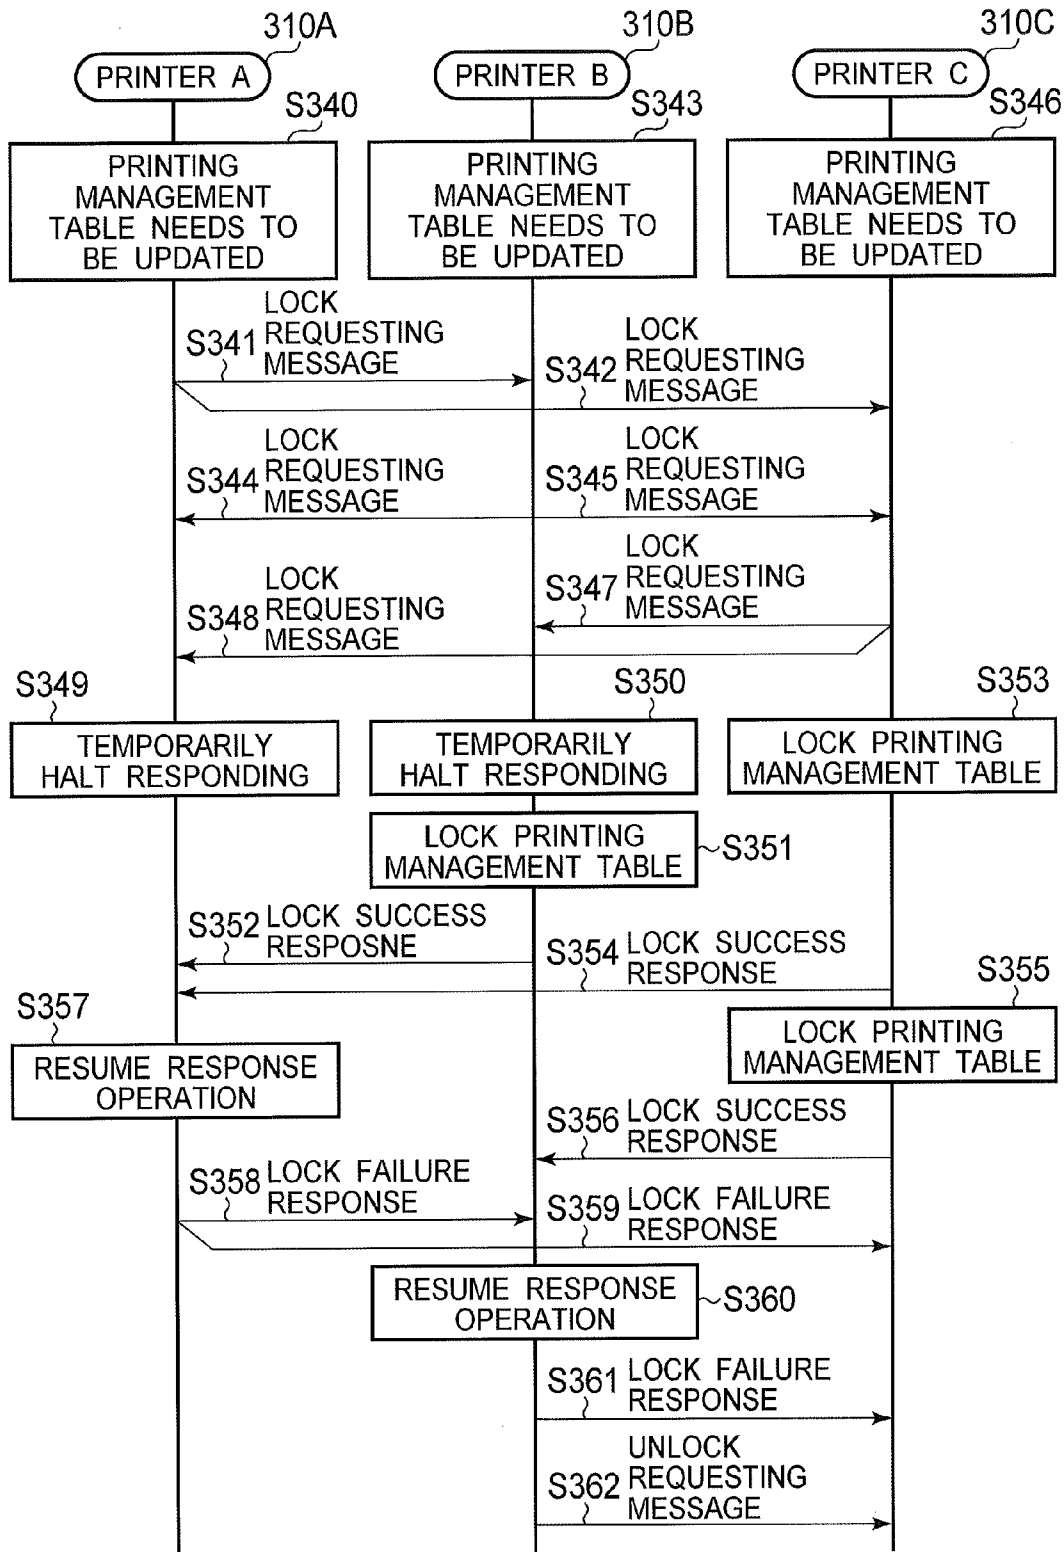 310A
310B
310C
PRINTER A
PRINTER B
PRINTER C
S340
S343
S346
PRINTING
MANAGEMENT
TABLE NEEDS TO
BE UPDATED
PRINTING
MANAGEMENT
TABLE NEEDS TO
BE UPDATED
PRINTING
MANAGEMENT
TABLE NEEDS TO
BE UPDATED
S341
LOCK
REQUESTING
MESSAGE
S342
LOCK
REQUESTING
MESSAGE
S344
LOCK
REQUESTING
MESSAGE
S345
LOCK
REQUESTING
MESSAGE
S347
LOCK
REQUESTING
MESSAGE
S348
LOCK
REQUESTING
MESSAGE
S349
TEMPORARILY
HALT RESPONDING
S350
TEMPORARILY
HALT RESPONDING
S353
LOCK PRINTING
MANAGEMENT TABLE
LOCK PRINTING
MANAGEMENT TABLE
S351
S352
LOCK SUCCESS
RESPOSNE
S354
LOCK SUCCESS
RESPONSE
S355
LOCK PRINTING
MANAGEMENT TABLE
S357
RESUME RESPONSE
OPERATION
S356
LOCK SUCCESS
RESPONSE
S358
LOCK FAILURE
RESPONSE
S359
LOCK FAILURE
RESPONSE
RESUME RESPONSE
OPERATION
S360
S361
LOCK FAILURE
RESPONSE
S362
UNLOCK
REQUESTING
MESSAGE